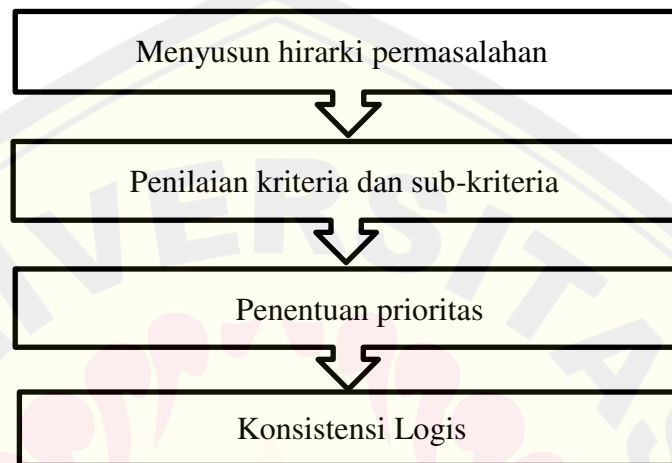 Menyusun hirarki permasalahan
Penilaian kriteria dan sub-kriteria
Penentuan prioritas
Konsistensi Logis